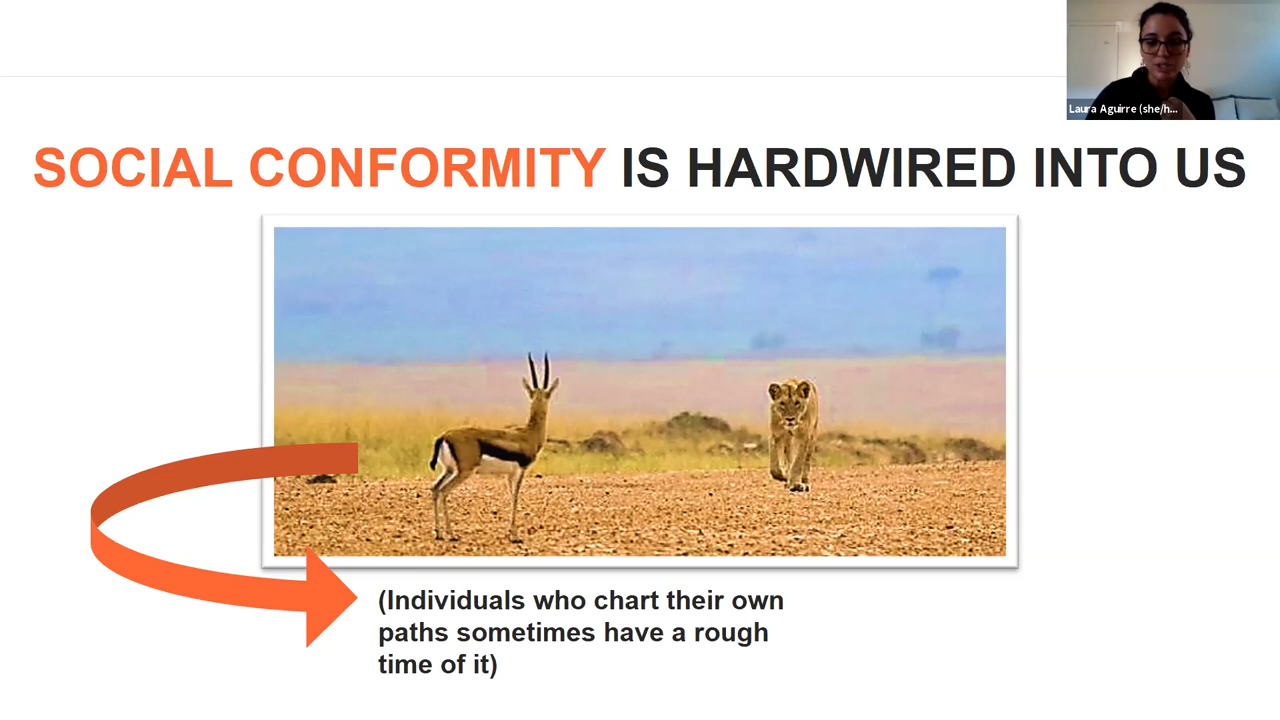 Laura Aguirre (she/h...
SOCIAL CONFORMITY IS HARDWIRED INTO US
(Individuals who chart their own
paths sometimes have a rough
time of it)